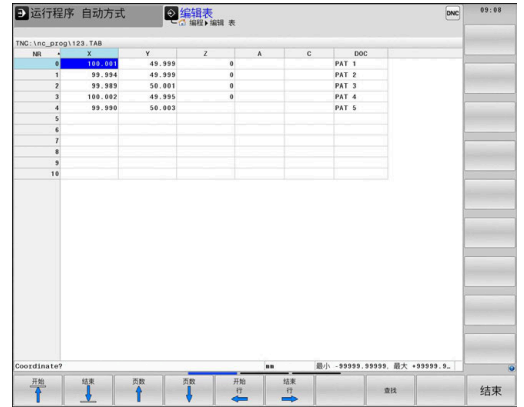 运行程序 自动方式
编辑表
编程▶编辑 表
DNC
09:08
TNC:\nc_prog\123.TAB
NR X Y Z A C DOC
0 100.001 49.999 0 PAT 1
1 99.994 49.999 0 PAT 2
2 99.989 50.001 0 PAT 3
3 100.002 49.995 0 PAT 4
4 99.990 50.003 PAT 5
5
6
7
8
9
10
Coordinate? mm 最小 -99999.99999, 最大 +99999.9…
开始 结束 页数 页数 开始行 结束行 查找 结束